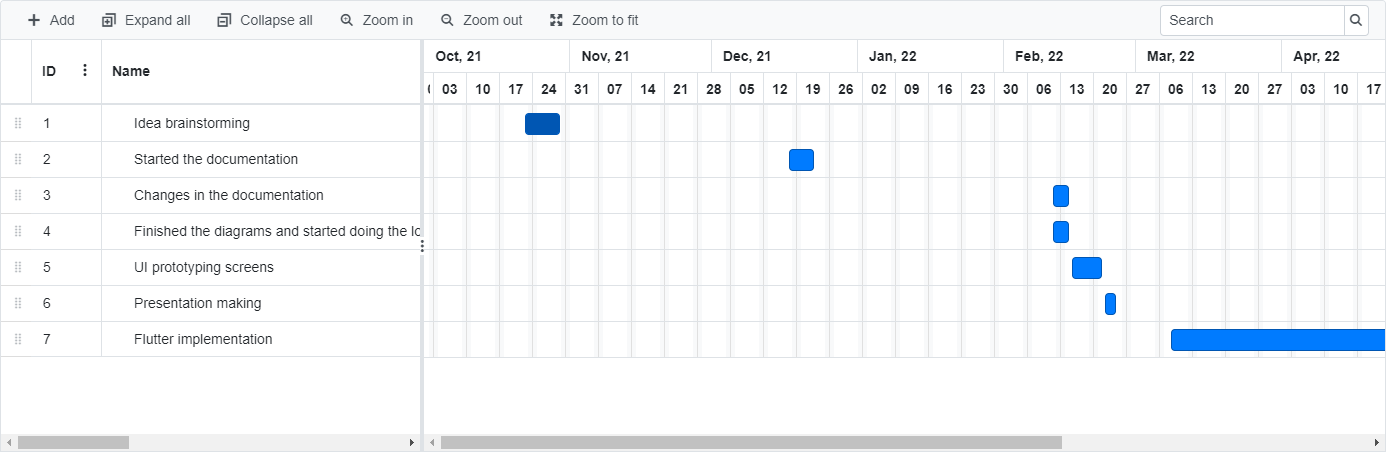 Add Expand all Collapse all Zoom in Zoom out Zoom to fit Search
ID Name
Oct, 21 Nov, 21 Dec, 21 Jan, 22 Feb, 22 Mar, 22 Apr, 22
03 10 17 24 31 07 14 21 28 05 12 19 26 02 09 16 23 30 06 13 20 27 06 13 20 27 03 10 17
1 Idea brainstorming
2 Started the documentation
3 Changes in the documentation
4 Finished the diagrams and started doing the lo
5 UI prototyping screens
6 Presentation making
7 Flutter implementation